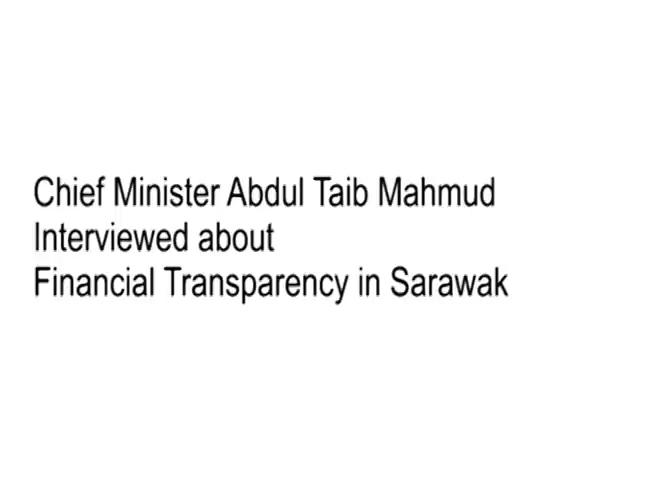 Chief Minister Abdul Taib Mahmud
Interviewed about
Financial Transparency in Sarawak